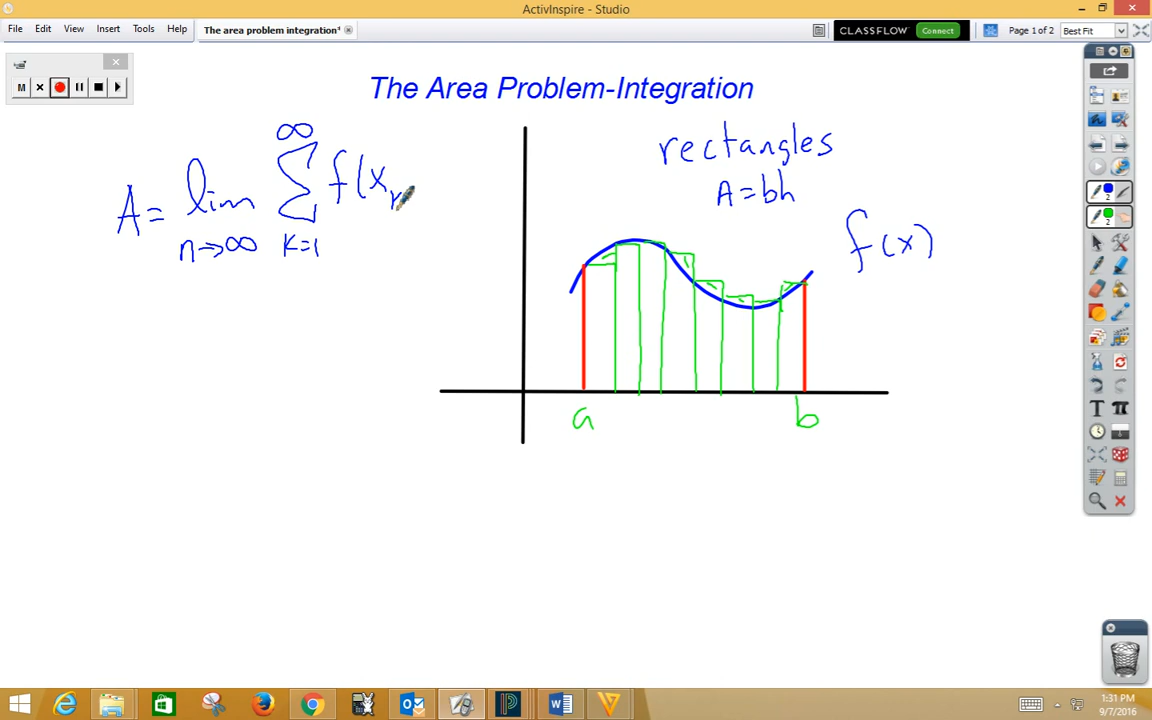 ActivInspire - Studio
File Edit View Insert Tools Help
The area problem integration*
CLASSFLOW Connect
Page 1 of 2 Best Fit
M
The Area Problem-Integration
rectangles
A = bh
∞
A = lim Σ f(x
n→∞ k=1
f(x)
a b
1:31 PM
9/7/2016